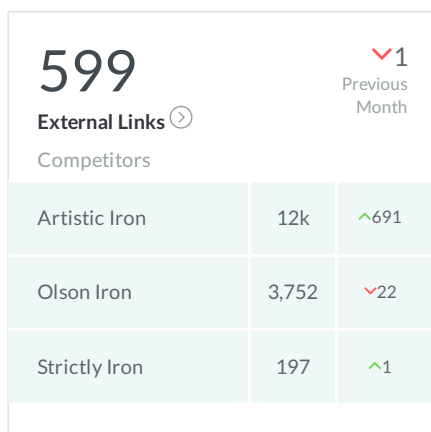 599
1
Previous
Month
External Links
Competitors
Artistic Iron 12k 691
Olson Iron 3,752 22
Strictly Iron 197 1